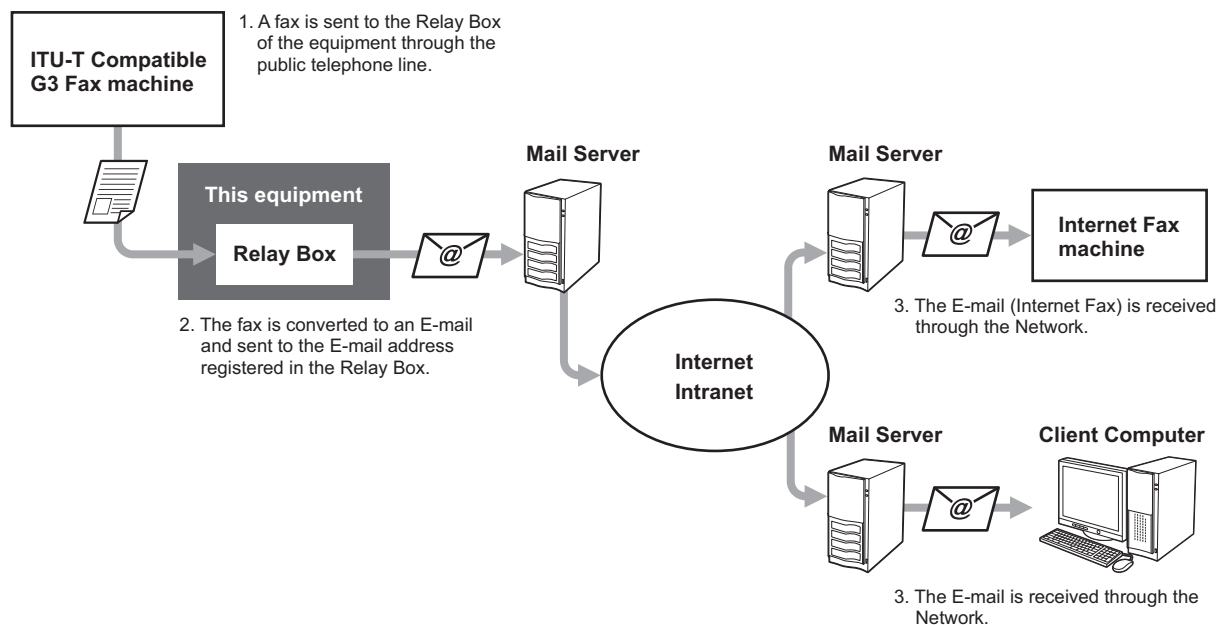 ITU-T Compatible
G3 Fax machine
1. A fax is sent to the Relay Box
of the equipment through the
public telephone line.
This equipment
Relay Box
@
2. The fax is converted to an E-mail
and sent to the E-mail address
registered in the Relay Box.
Mail Server
Internet
Intranet
Mail Server
@
Internet Fax
machine
3. The E-mail (Internet Fax) is received
through the Network.
Mail Server
@
Client Computer
3. The E-mail is received through the
Network.